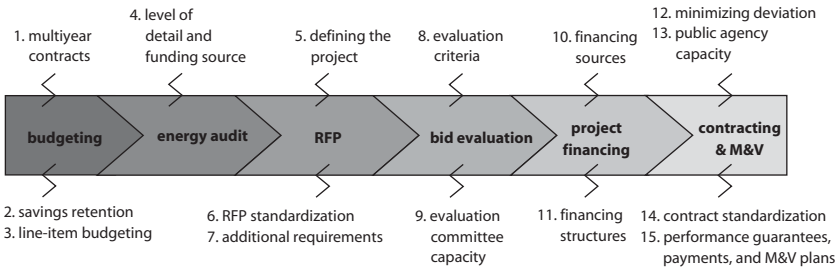 1. multiyear
contracts
4. level of
detail and
funding source
5. defining the
project
8. evaluation
criteria
10. financing
sources
12. minimizing deviation
13. public agency
capacity
budgeting
energy audit
RFP
bid evaluation
project
financing
contracting
& M&V
2. savings retention
3. line-item budgeting
6. RFP standardization
7. additional requirements
9. evaluation
committee
capacity
11. financing
structures
14. contract standardization
15. performance guarantees,
payments, and M&V plans